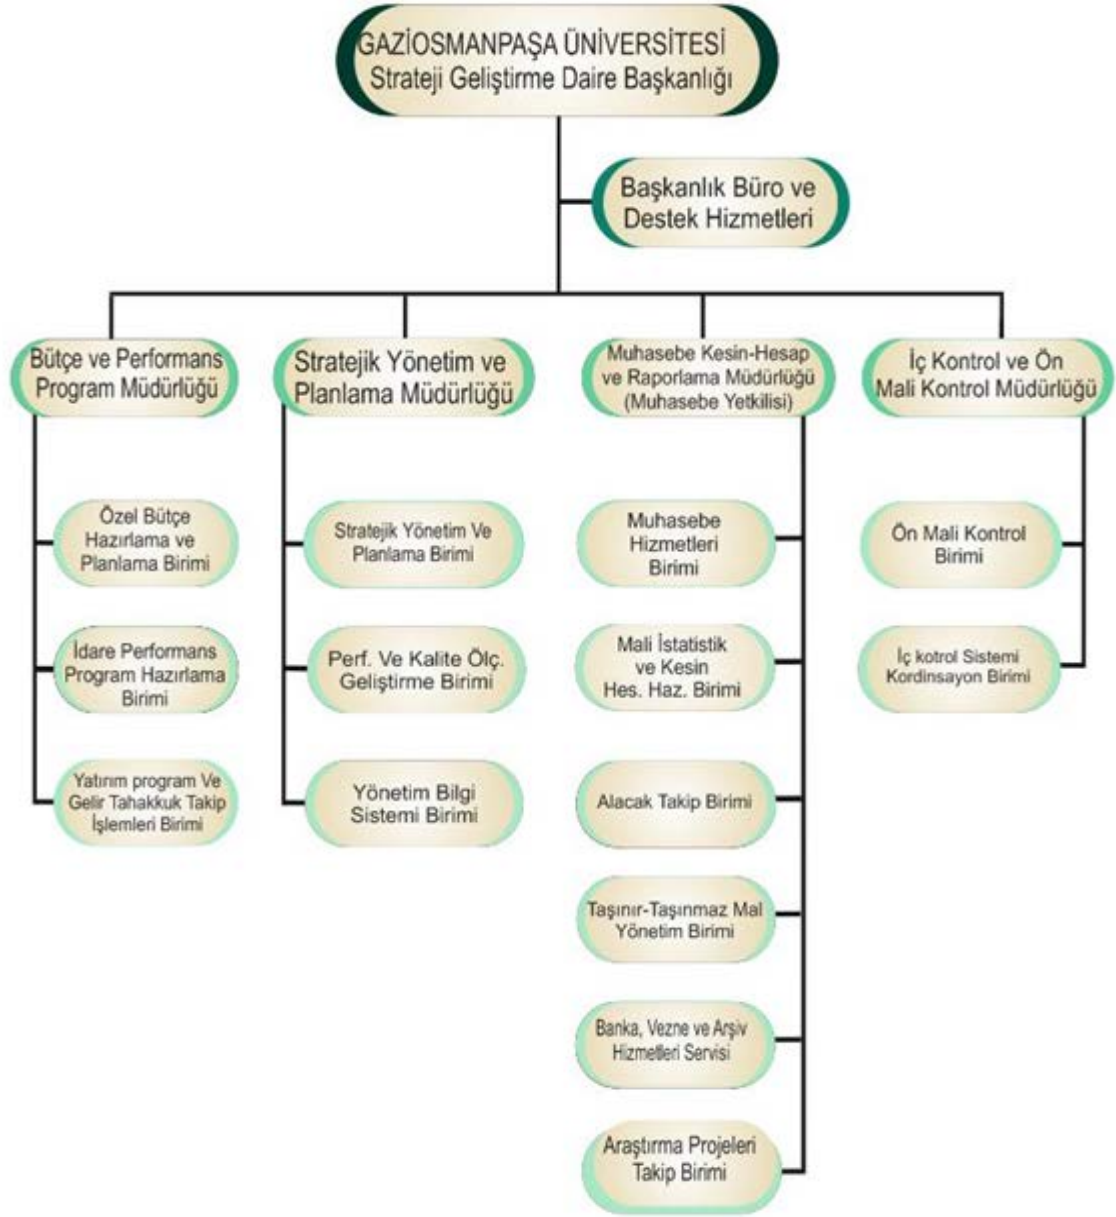 GAZİOSMANPAŞA ÜNİVERSİTESİ
Strateji Geliştirme Daire Başkanlığı
Başkanlık Büro ve
Destek Hizmetleri
Bütçe ve Performans
Program Müdürlüğü
Özel Bütçe
Hazırlama ve
Planlama Birimi
İdare Performans
Program Hazırlama
Birimi
Yatırım program Ve
Gelir Tahakkuk Takip
İşlemleri Birimi
Stratejik Yönetim ve
Planlama Müdürlüğü
Stratejik Yönetim Ve
Planlama Birimi
Perf. Ve Kalite Ölç.
Geliştirme Birimi
Yönetim Bilgi
Sistemi Birimi
Muhasebe Kesin-Hesap
ve Raporlama Müdürlüğü
(Muhasebe Yetkilisi)
Muhasebe
Hizmetleri
Birimi
Mali İstatistik
ve Kesin
Hes. Haz. Birimi
Alacak Takip Birimi
Taşınır-Taşınmaz Mal
Yönetim Birimi
Banka, Vezne ve Arşiv
Hizmetleri Servisi
Araştırma Projeleri
Takip Birimi
İç Kontrol ve Ön
Mali Kontrol Müdürlüğü
Ön Mali Kontrol
Birimi
İç kotrol Sistemi
Kordinsayon Birimi